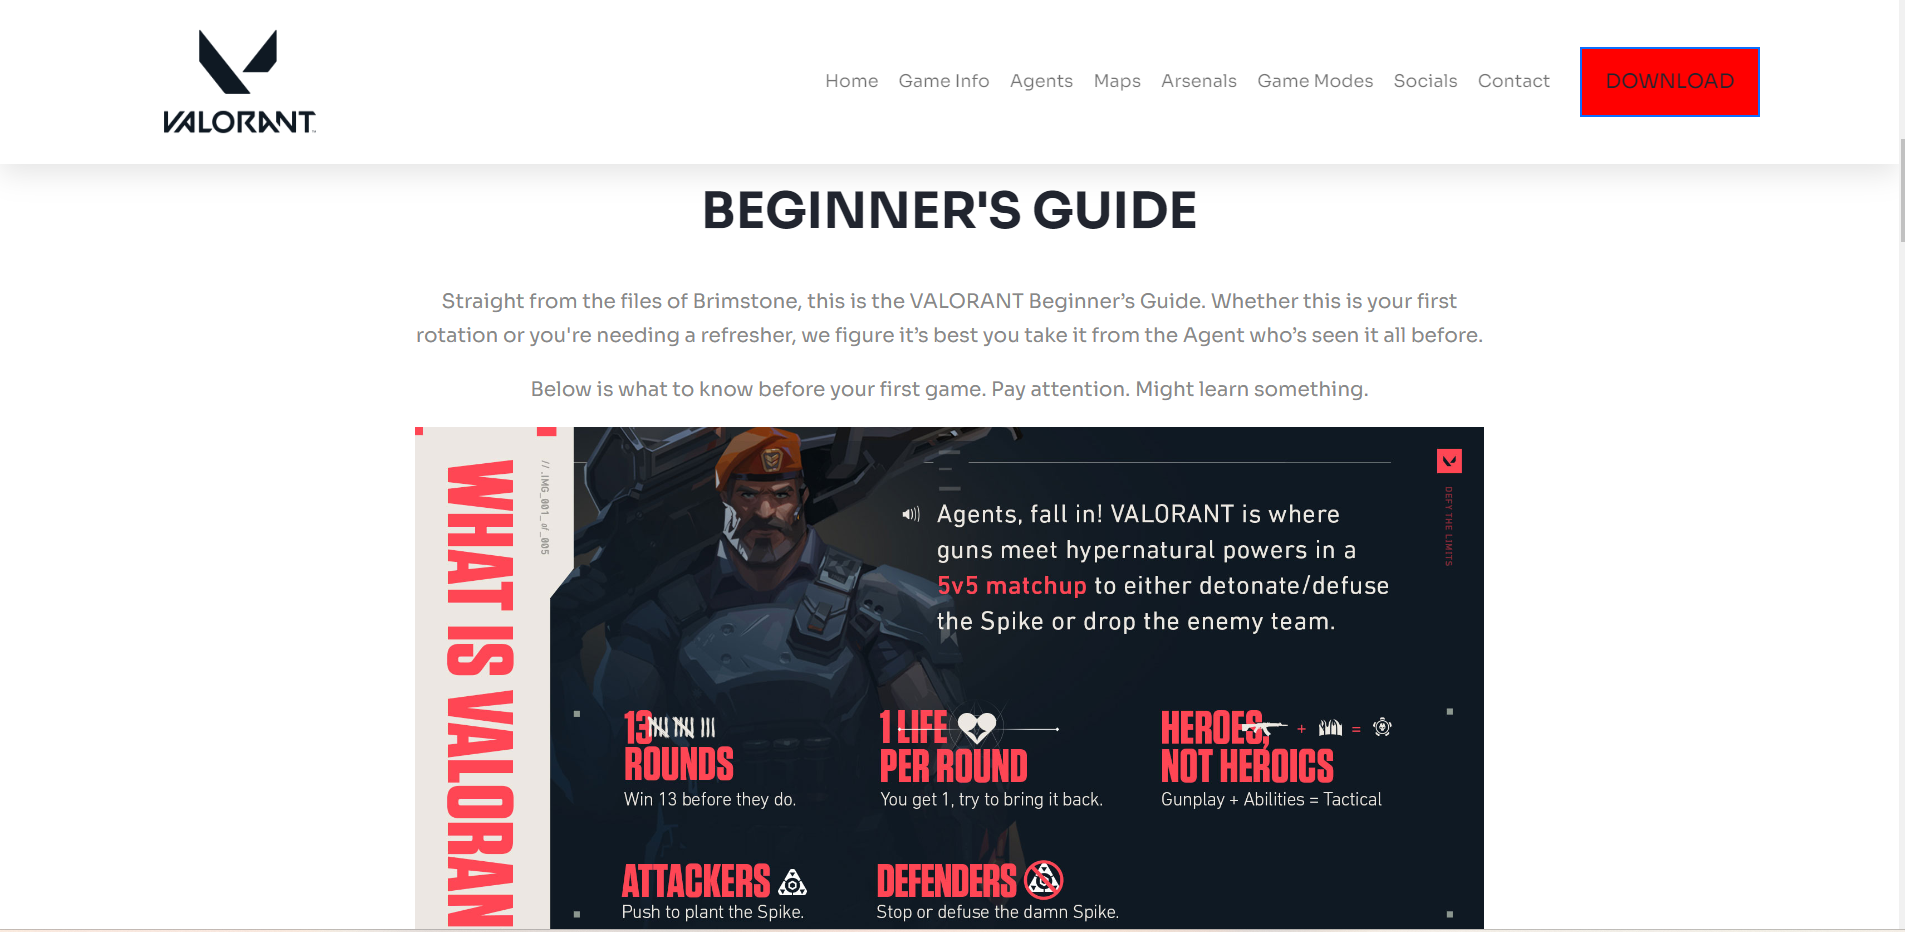 VALORANT
Home Game Info Agents Maps Arsenals Game Modes Socials Contact DOWNLOAD
BEGINNER'S GUIDE
Straight from the files of Brimstone, this is the VALORANT Beginner’s Guide. Whether this is your first
rotation or you're needing a refresher, we figure it’s best you take it from the Agent who’s seen it all before.
Below is what to know before your first game. Pay attention. Might learn something.
WHAT IS VALORAN
// .IMG_001_ of _005
Agents, fall in! VALORANT is where
guns meet hypernatural powers in a
5v5 matchup to either detonate/defuse
the Spike or drop the enemy team.
DEFY THE LIMITS
13
ROUNDS
Win 13 before they do.
1 LIFE
PER ROUND
You get 1, try to bring it back.
HEROES, + =
NOT HEROICS
Gunplay + Abilities = Tactical
ATTACKERS
Push to plant the Spike.
DEFENDERS
Stop or defuse the damn Spike.